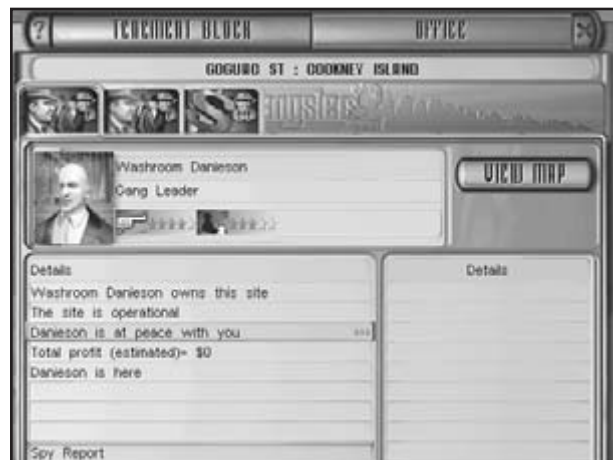 ?
TENEMENT BLOCK
OFFICE
X
GOGURO ST : COOKNEY ISLAND
Washroom Danieson
Gang Leader
VIEW MAP
Details
Washroom Danieson owns this site
The site is operational
Danieson is at peace with you
>>>
Total profit (estimated)= $0
Danieson is here
Spy Report
Details